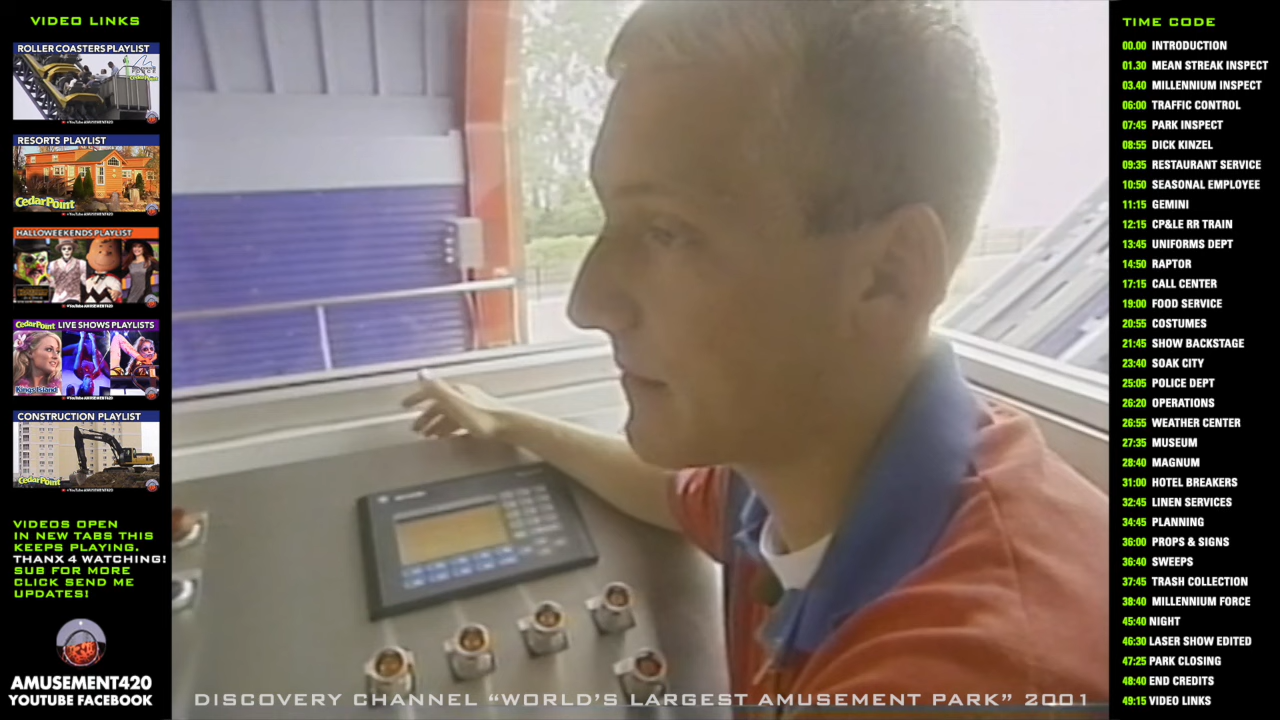 VIDEO LINKS
ROLLER COASTERS PLAYLIST
CedarPoint
RESORTS PLAYLIST
CedarPoint
HALLOWEEKENDS PLAYLIST
CedarPoint LIVE SHOWS PLAYLISTS
Kings Island
CONSTRUCTION PLAYLIST
CedarPoint
VIDEOS OPEN
IN NEW TABS THIS
KEEPS PLAYING.
THANX 4 WATCHING!
SUB FOR MORE
CLICK SEND ME
UPDATES!
AMUSEMENT420
YOUTUBE FACEBOOK
DISCOVERY CHANNEL “WORLD’S LARGEST AMUSEMENT PARK” 2001
TIME CODE
00.00 INTRODUCTION
01.30 MEAN STREAK INSPECT
03.40 MILLENNIUM INSPECT
06:00 TRAFFIC CONTROL
07:45 PARK INSPECT
08:55 DICK KINZEL
09:35 RESTAURANT SERVICE
10:50 SEASONAL EMPLOYEE
11:15 GEMINI
12:15 CP&LE RR TRAIN
13:45 UNIFORMS DEPT
14:50 RAPTOR
17:15 CALL CENTER
19:00 FOOD SERVICE
20:55 COSTUMES
21:45 SHOW BACKSTAGE
23:40 SOAK CITY
25:05 POLICE DEPT
26:20 OPERATIONS
26:55 WEATHER CENTER
27:35 MUSEUM
28:40 MAGNUM
31:00 HOTEL BREAKERS
32:45 LINEN SERVICES
34:45 PLANNING
36:00 PROPS & SIGNS
36:40 SWEEPS
37:45 TRASH COLLECTION
38:40 MILLENNIUM FORCE
45:40 NIGHT
46:30 LASER SHOW EDITED
47:25 PARK CLOSING
48:40 END CREDITS
49:15 VIDEO LINKS